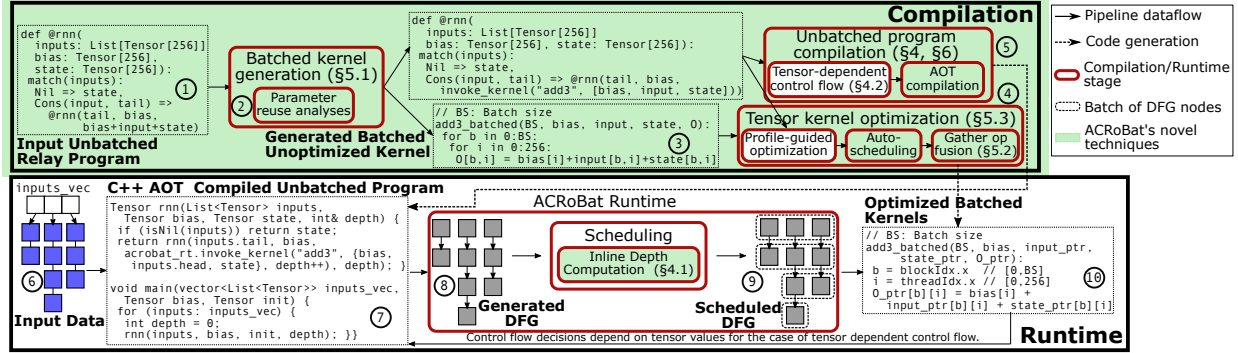 Compilation
def @rnn(
inputs: List[Tensor[256]]
bias: Tensor[256],
state: Tensor[256]):
match(inputs):
Nil => state,
Cons(input, tail) =>
@rnn(tail, bias,
bias+input+state)
1
Input Unbatched
Relay Program
Batched kernel
generation (§5.1)
2
Parameter
reuse analyses
Generated Batched
Unoptimized Kernel
def @rnn(
inputs: List[Tensor[256]]
bias: Tensor[256], state: Tensor[256]):
match(inputs):
Nil => state,
Cons(input, tail) => @rnn(tail, bias,
invoke_kernel("add3", [bias, input, state]))
// BS: Batch size
add3_batched(BS, bias, input, state, O):
for b in 0:BS:
for i in 0:256:
O[b,i] = bias[i]+input[b,i]+state[b,i]
3
Unbatched program
compilation (§4, §6)
5
Tensor-dependent
control flow (§4.2)
AOT
compilation
4
Tensor kernel optimization (§5.3)
Profile-guided
optimization
Auto-
scheduling
Gather op
fusion (§5.2)
Pipeline dataflow
Code generation
Compilation/Runtime
stage
Batch of DFG nodes
ACRoBat's novel
techniques
inputs_vec
6
Input Data
C++ AOT Compiled Unbatched Program
Tensor rnn(List<Tensor> inputs,
Tensor bias, Tensor state, int& depth) {
if (isNil(inputs)) return state;
return rnn(inputs.tail, bias,
acrobat_rt.invoke_kernel("add3", {bias,
inputs.head, state}, depth++), depth); }
void main(vector<List<Tensor>> inputs_vec,
Tensor bias, Tensor init) {
for (inputs: inputs_vec) {
int depth = 0;
rnn(inputs, bias, init, depth); }}
7
ACRoBat Runtime
8
Generated
DFG
Scheduling
Inline Depth
Computation (§4.1)
9
Scheduled
DFG
Optimized Batched
Kernels
// BS: Batch size
add3_batched(BS, bias, input_ptr,
state_ptr, O_ptr):
b = blockIdx.x // [0,BS]
i = threadIdx.x // [0,256]
O_ptr[b][i] = bias[i] +
input_ptr[b][i] + state_ptr[b][i]
10
Control flow decisions depend on tensor values for the case of tensor dependent control flow.
Runtime